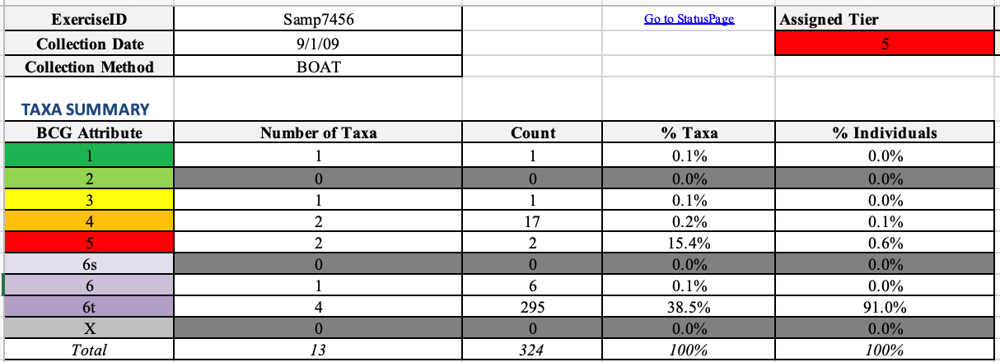 ExerciseID Samp7456 Go to StatusPage Assigned Tier
Collection Date 9/1/09 5
Collection Method BOAT
TAXA SUMMARY
BCG Attribute Number of Taxa Count % Taxa % Individuals
1 1 1 0.1% 0.0%
2 0 0 0.0% 0.0%
3 1 1 0.1% 0.0%
4 2 17 0.2% 0.1%
5 2 2 15.4% 0.6%
6s 0 0 0.0% 0.0%
6 1 6 0.1% 0.0%
6t 4 295 38.5% 91.0%
X 0 0 0.0% 0.0%
Total 13 324 100% 100%